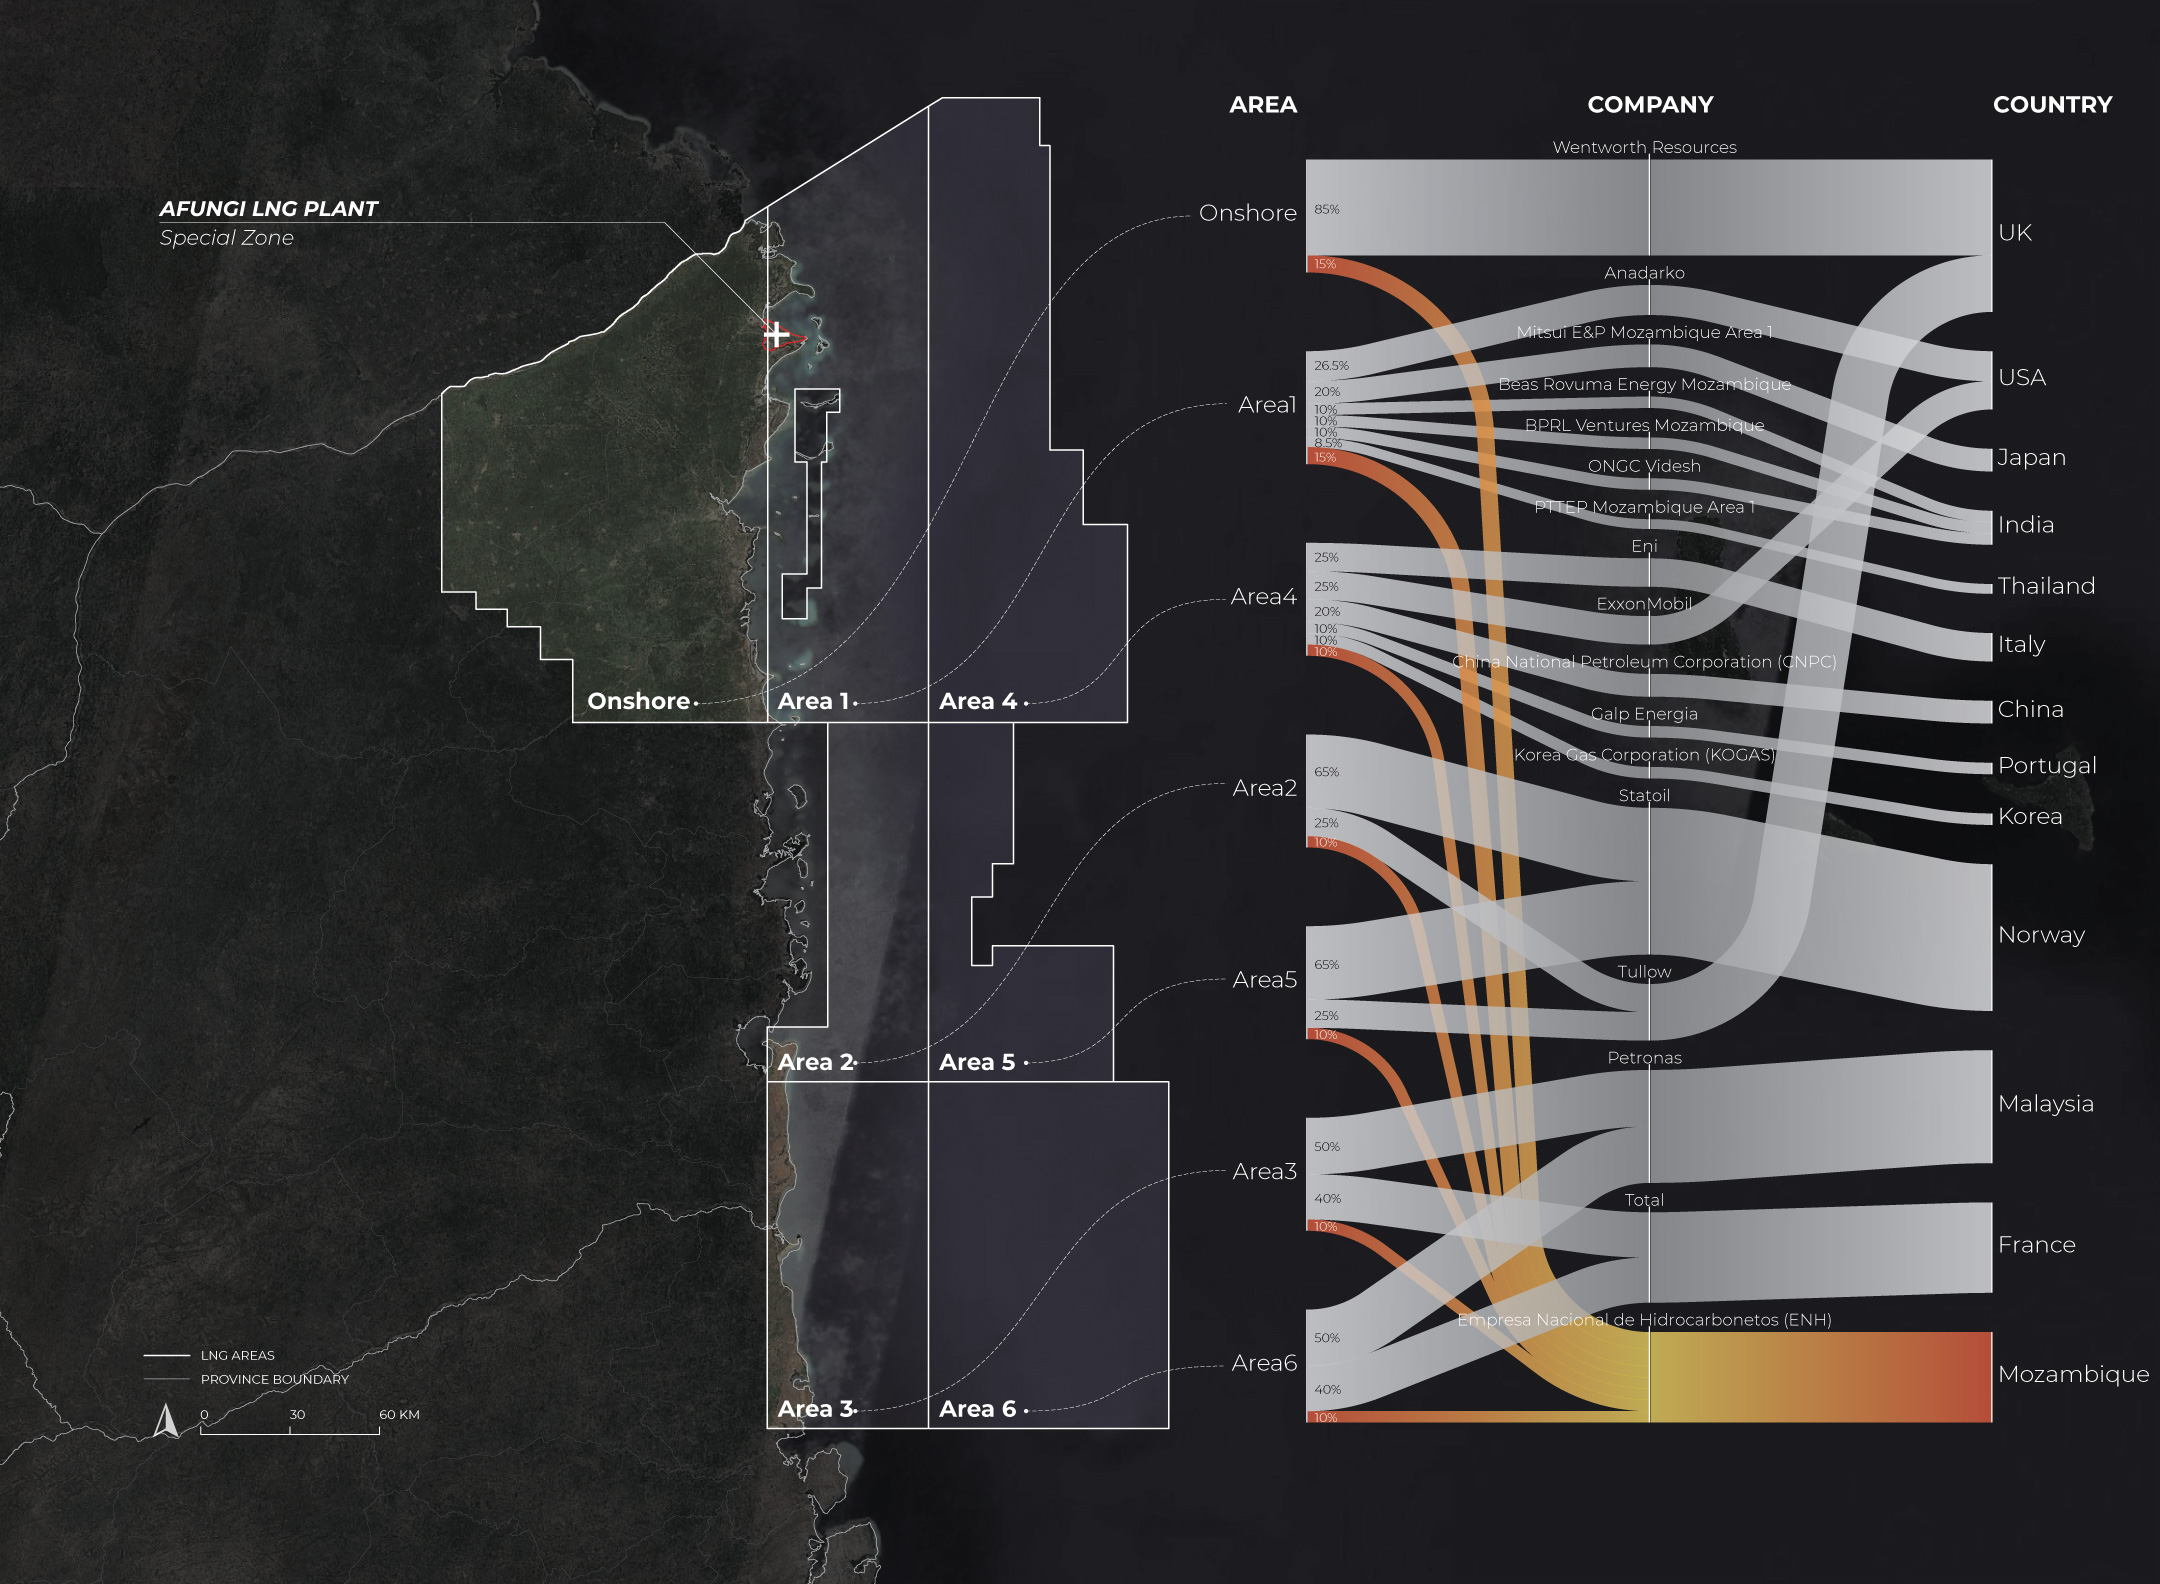 AFUNGI LNG PLANT
Special Zone
Onshore
Area 1
Area 4
Area 2
Area 5
Area 3
Area 6
LNG AREAS
PROVINCE BOUNDARY
0 30 60 KM
AREA COMPANY COUNTRY
Onshore
85%
15%
Area1
26.5%
20%
10%
10%
10%
8.5%
15%
Area4
25%
25%
20%
10%
10%
10%
Area2
65%
25%
10%
Area5
65%
25%
10%
Area3
50%
40%
10%
Area6
50%
40%
10%
Wentworth Resources
Anadarko
Mitsui E&P Mozambique Area 1
Beas Rovuma Energy Mozambique
BPRL Ventures Mozambique
ONGC Videsh
PTTEP Mozambique Area 1
Eni
ExxonMobil
China National Petroleum Corporation (CNPC)
Galp Energia
Korea Gas Corporation (KOGAS)
Statoil
Tullow
Petronas
Total
Empresa Nacional de Hidrocarbonetos (ENH)
UK
USA
Japan
India
Thailand
Italy
China
Portugal
Korea
Norway
Malaysia
France
Mozambique